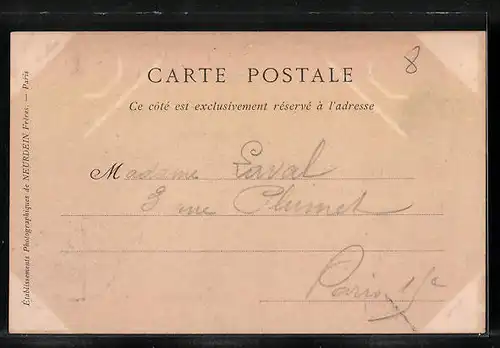 8
CARTE POSTALE
Ce côté est exclusivement réservé à l'adresse
Madame Laval
3 rue Plumet
Paris 15e
Établissements Photographiques de NEURDEIN Frères. — Paris